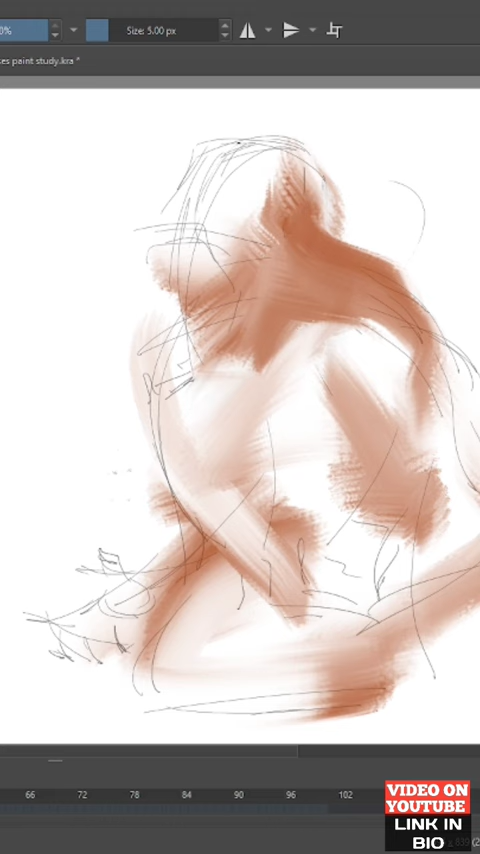 0%
Size: 5.00 px
es paint study.kra *
66 72 78 84 90 96 102
VIDEO ON
YOUTUBE
LINK IN
BIO